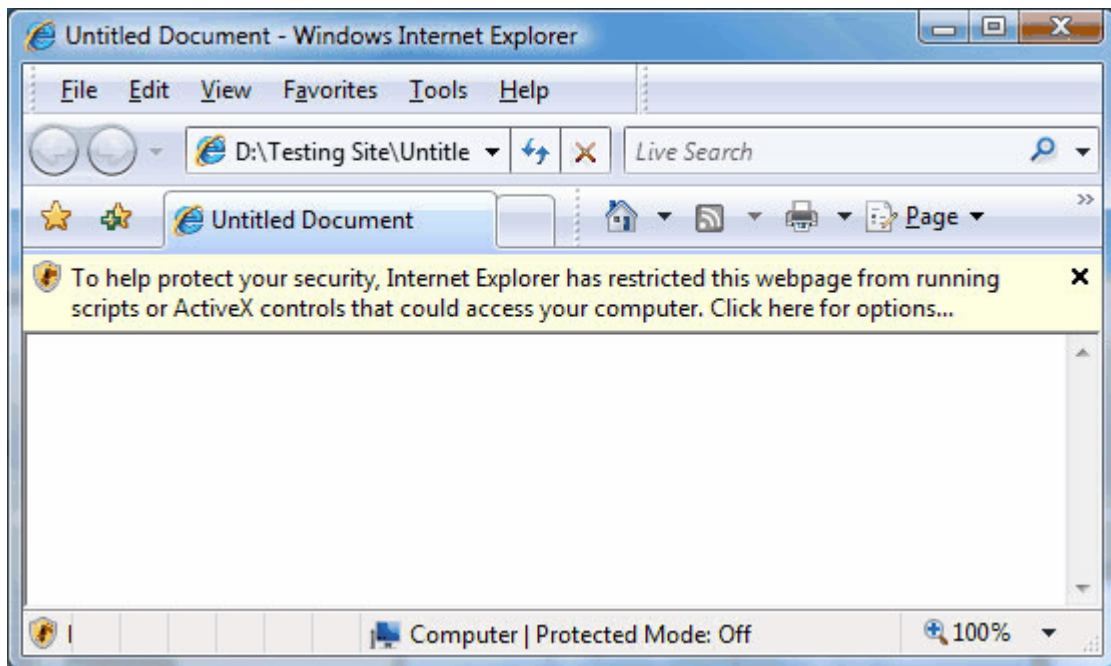 Untitled Document - Windows Internet Explorer
File Edit View Favorites Tools Help
D:\Testing Site\Untitle Live Search
Untitled Document Page
To help protect your security, Internet Explorer has restricted this webpage from running
scripts or ActiveX controls that could access your computer. Click here for options...
Computer | Protected Mode: Off 100%